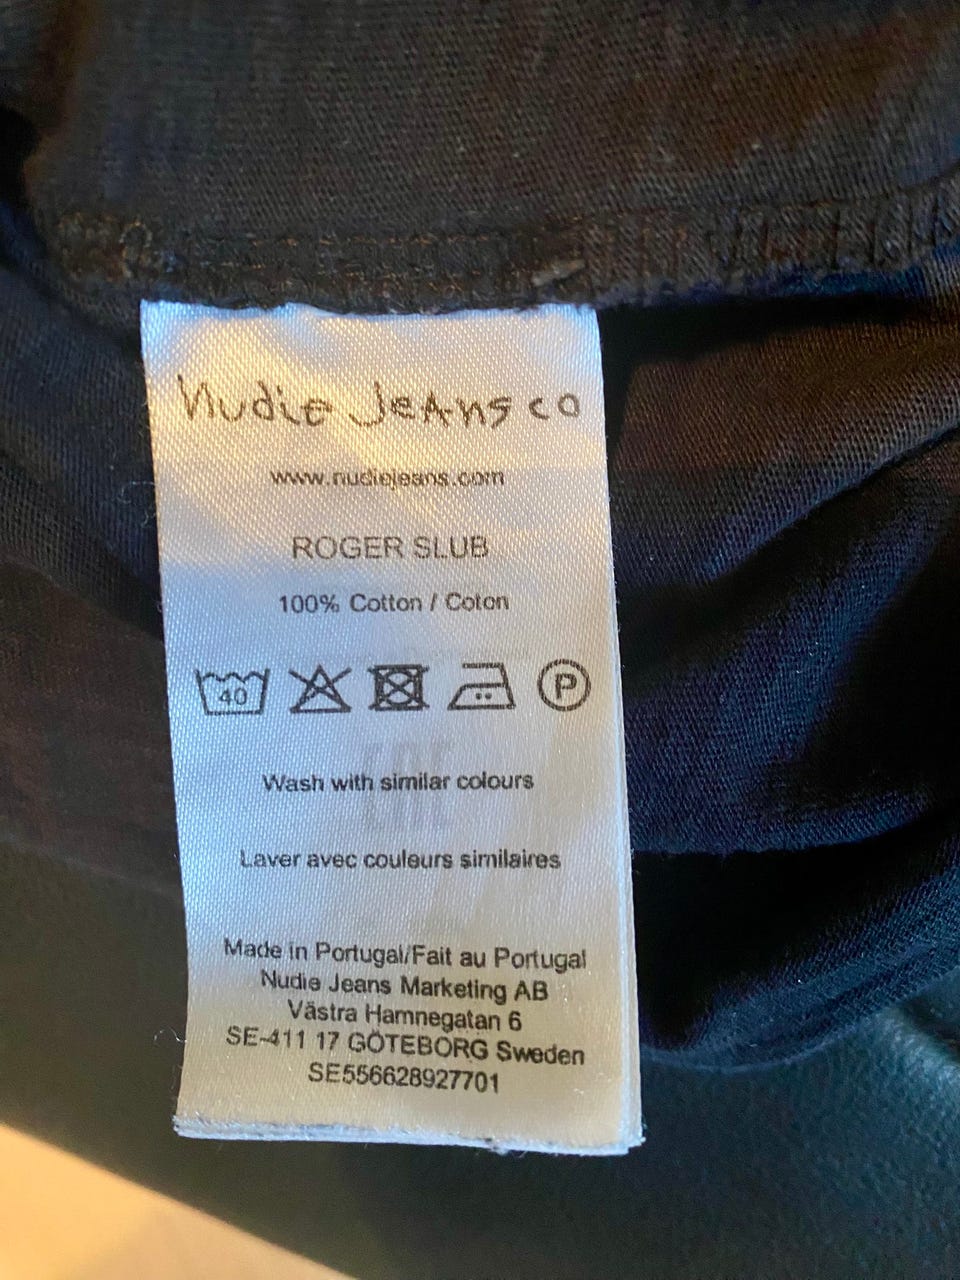 Nudie Jeans co
www.nudiejeans.com
ROGER SLUB
100% Cotton / Coton
40 P
Wash with similar colours
Laver avec couleurs similaires
Made in Portugal/Fait au Portugal
Nudie Jeans Marketing AB
Västra Hamnegatan 6
SE-411 17 GÖTEBORG Sweden
SE556628927701